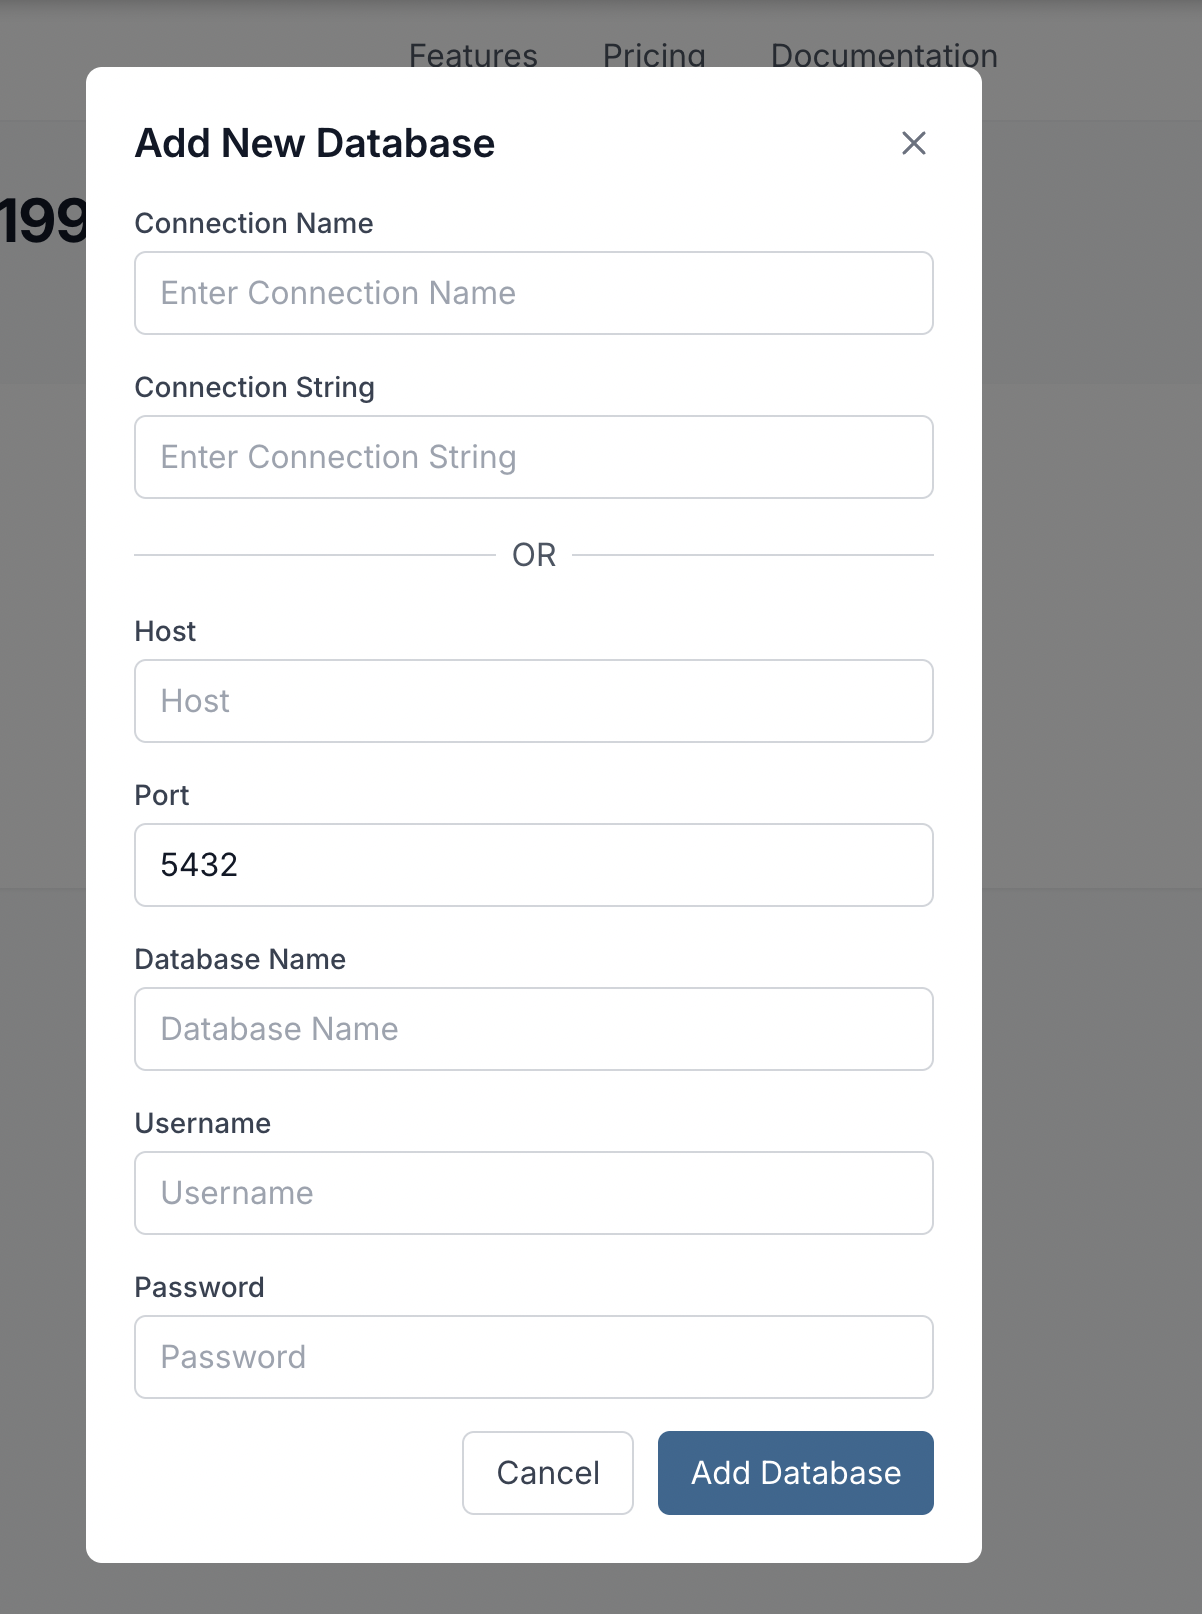 Features Pricing Documentation
Add New Database
199
Connection Name
Enter Connection Name
Connection String
Enter Connection String
OR
Host
Host
Port
5432
Database Name
Database Name
Username
Username
Password
Password
Cancel Add Database